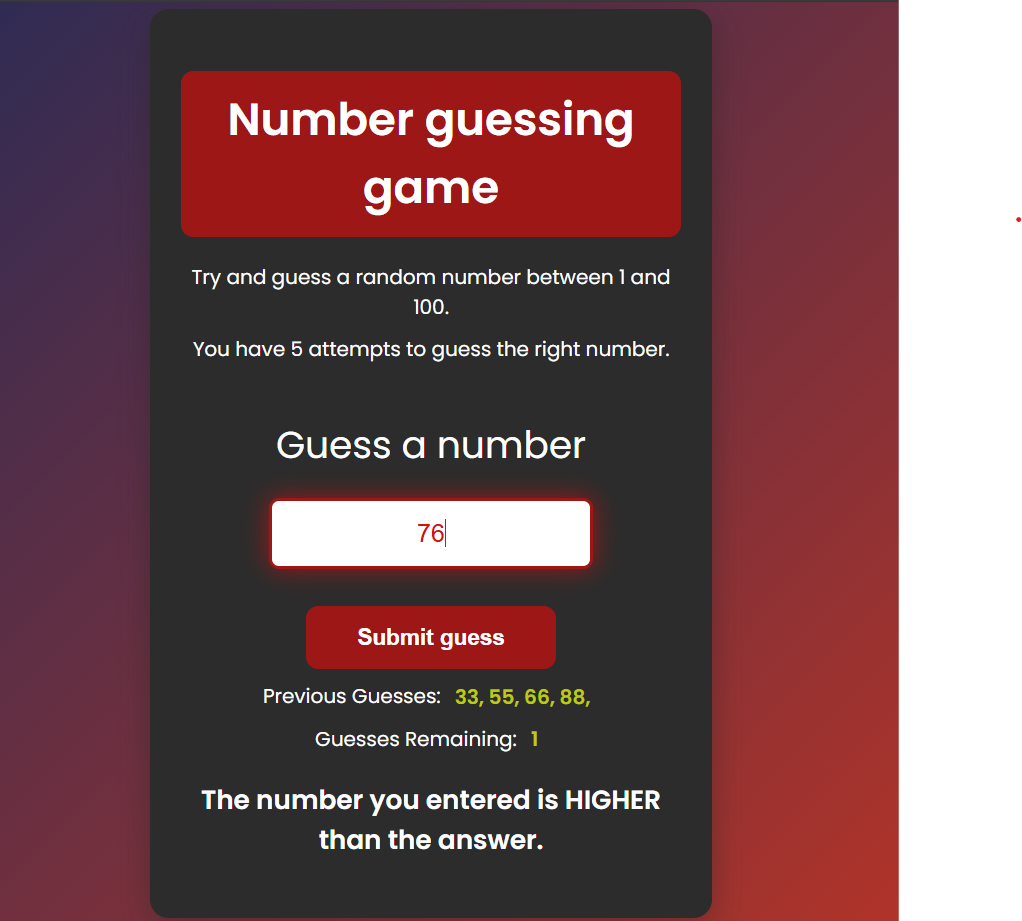 Number guessing
game
Try and guess a random number between 1 and
100.
You have 5 attempts to guess the right number.
Guess a number
76
Submit guess
Previous Guesses: 33, 55, 66, 88,
Guesses Remaining: 1
The number you entered is HIGHER
than the answer.